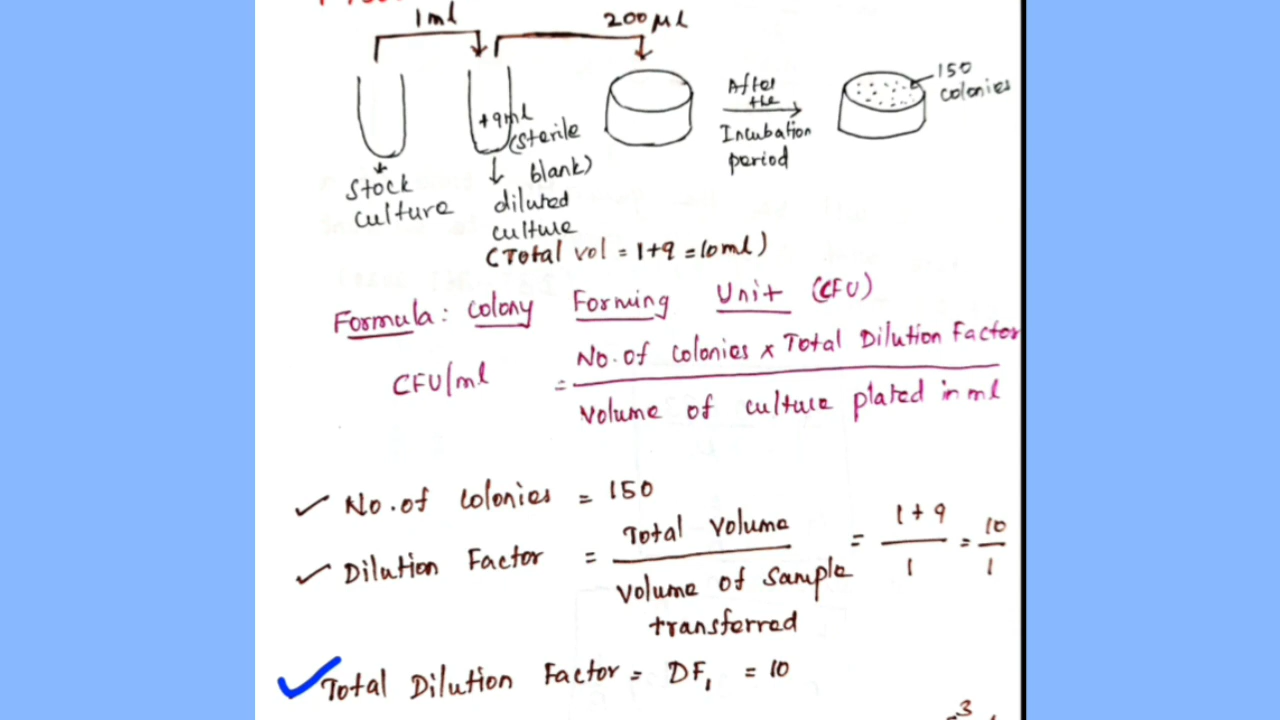 1ml
200 μl
+9ml
(sterile
blank)
Stock
culture
diluted
culture
(Total vol = 1+9 = 10ml)
After
the
Incubation
period
150
colonies
Formula: Colony Forming Unit (CFU)
CFU/ml = No. of colonies x Total Dilution Factor
Volume of culture plated in ml
✓ No. of colonies = 150
✓ Dilution Factor = Total Volume / Volume of sample transferred = 1+9 / 1 = 10 / 1
✓ Total Dilution Factor = DF₁ = 10
3